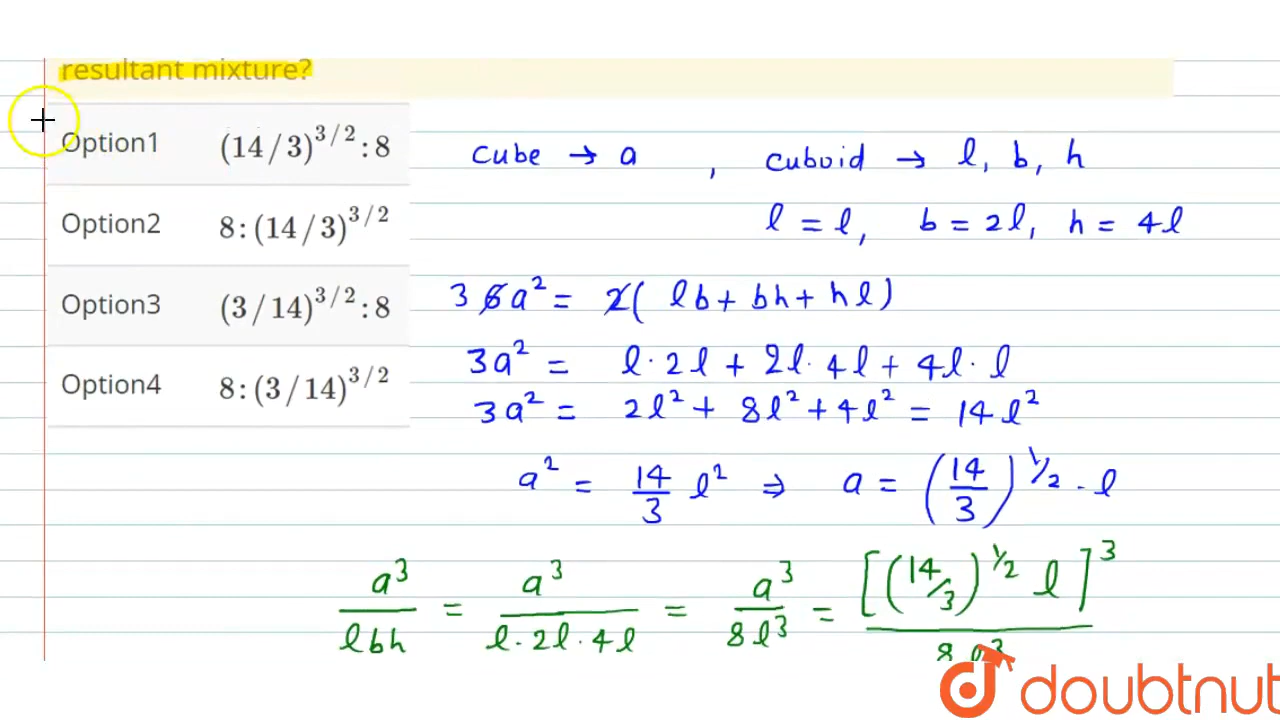 resultant mixture?
Option1 (14/3)^{3/2}:8
Option2 8:(14/3)^{3/2}
Option3 (3/14)^{3/2}:8
Option4 8:(3/14)^{3/2}
Cube → a , Cuboid → l, b, h
l = l, b = 2l, h = 4l
3 6a² = 2( lb + bh + hl )
3a² = l·2l + 2l·4l + 4l·l
3a² = 2l² + 8l² + 4l² = 14l²
a² = 14/3 l² ⇒ a = (14/3)^{1/2} · l
a³/lbh = a³/l·2l·4l = a³/8l³ = [(14/3)^{1/2} l]³/8l³
doubtnut